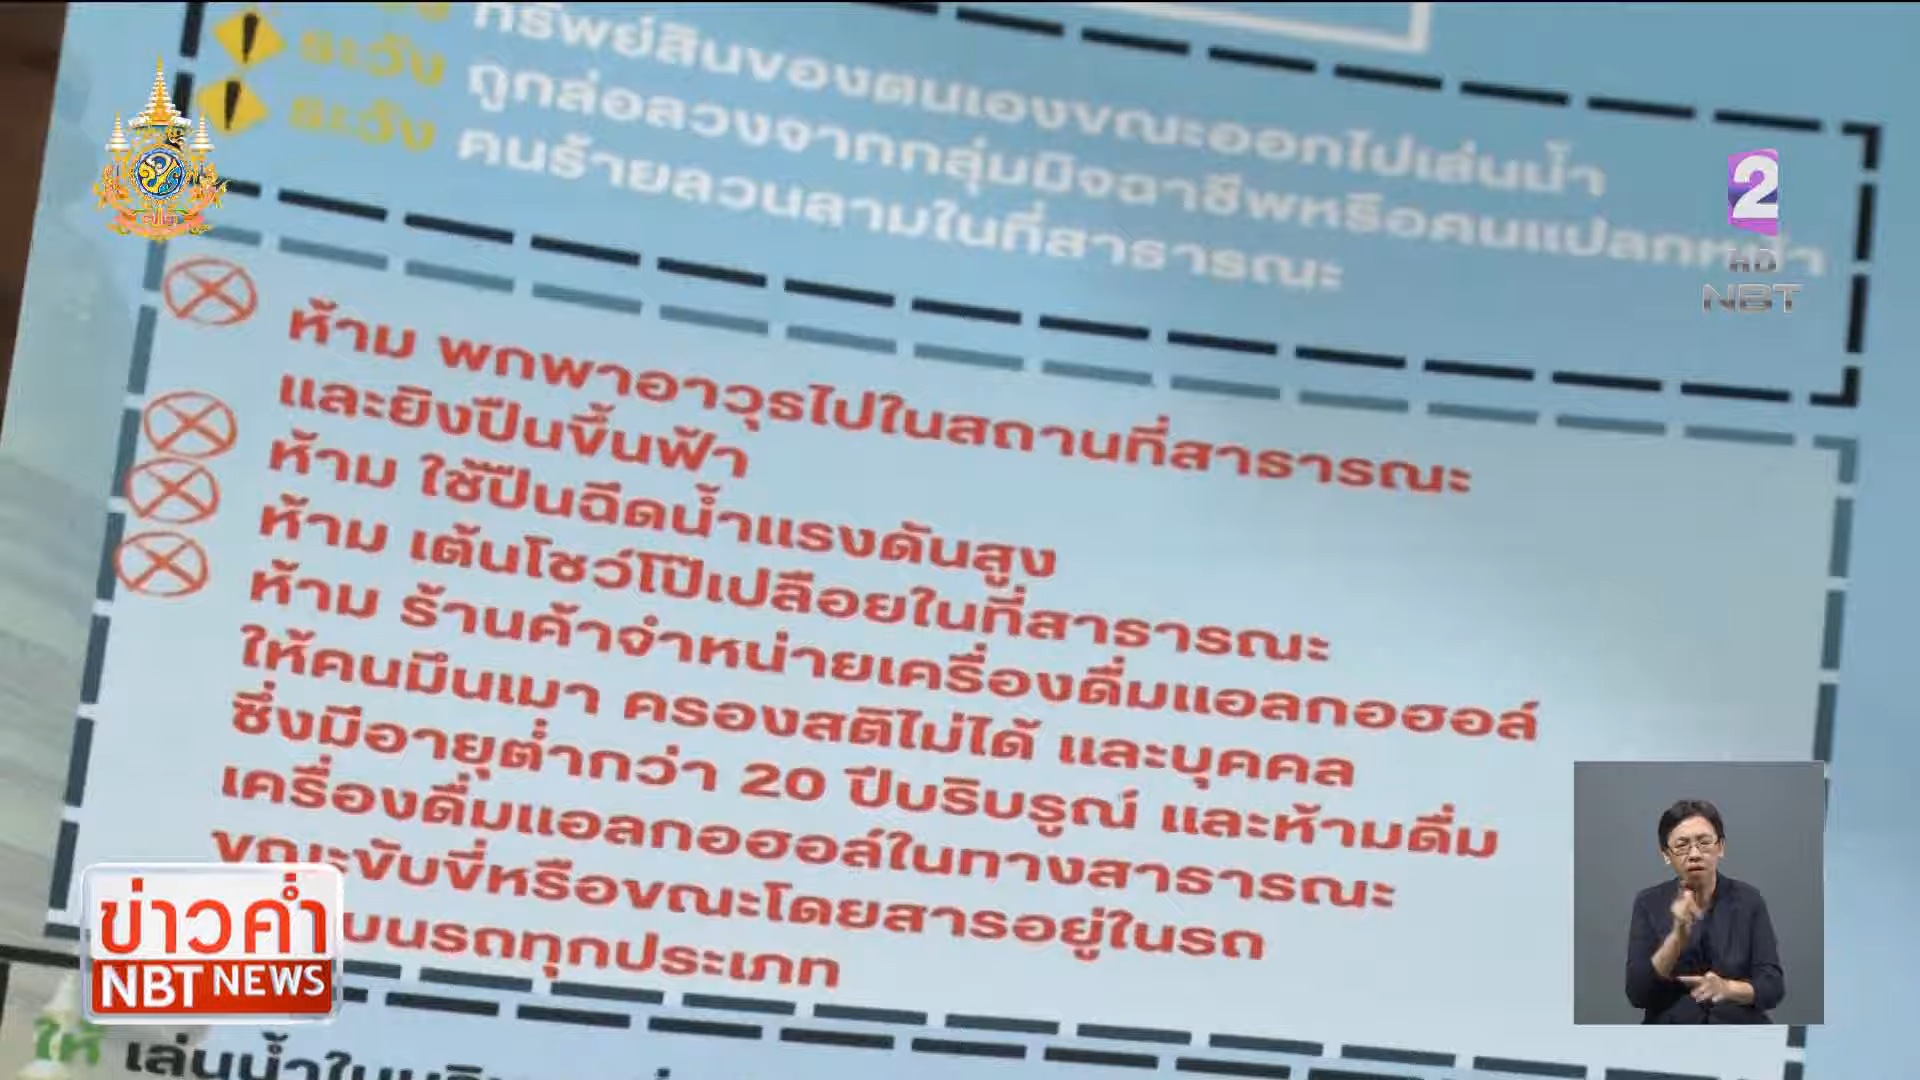 ระวัง ทรัพย์สินของตนเองขณะออกไปเล่นน้ำ
ระวัง ถูกล่อลวงจากกลุ่มมิจฉาชีพหรือคนแปลกหน้า
ระวัง คนร้ายลวนลามในที่สาธารณะ
ห้าม พกพาอาวุธไปในสถานที่สาธารณะ
และยิงปืนขึ้นฟ้า
ห้าม ใช้ปืนฉีดน้ำแรงดันสูง
ห้าม เต้นโชว์โป๊เปลือยในที่สาธารณะ
ห้าม ร้านค้าจำหน่ายเครื่องดื่มแอลกอฮอล์
ให้คนมึนเมา ครองสติไม่ได้ และบุคคล
ซึ่งมีอายุต่ำกว่า 20 ปีบริบรูณ์ และห้ามดื่ม
เครื่องดื่มแอลกอฮอล์ในทางสาธารณะ
ขณะขับขี่หรือขณะโดยสารอยู่ในรถ
บนรถทุกประเภท
ให้ เล่นน้ำใน
2
HD
NBT
ข่าวค่ำ
NBT NEWS